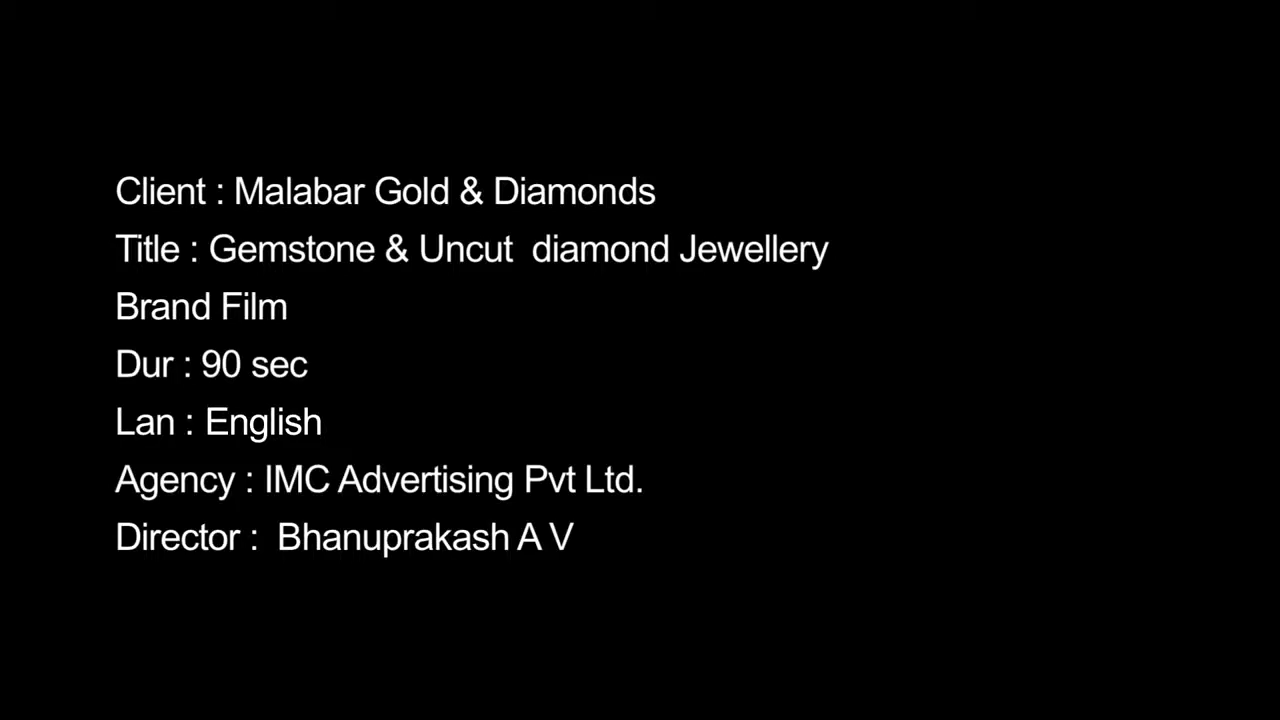 Client : Malabar Gold & Diamonds
Title : Gemstone & Uncut  diamond Jewellery
Brand Film
Dur : 90 sec
Lan : English
Agency : IMC Advertising Pvt Ltd.
Director :  Bhanuprakash A V